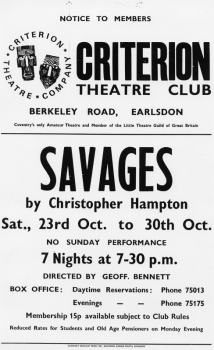 NOTICE TO MEMBERS
CRITERION THEATRE COMPANY
CRITERION
THEATRE CLUB
BERKELEY ROAD, EARLSDON
Coventry's only Amateur Theatre and Member of the Little Theatre Guild of Great Britain
SAVAGES
by Christopher Hampton
Sat., 23rd Oct. to 30th Oct.
NO SUNDAY PERFORMANCE
7 Nights at 7-30 p.m.
DIRECTED BY GEOFF. BENNETT
BOX OFFICE: Daytime Reservations: Phone 75013
Evenings — — Phone 75175
Membership 15p available subject to Club Rules
Reduced Rates for Students and Old Age Pensioners on Monday Evening